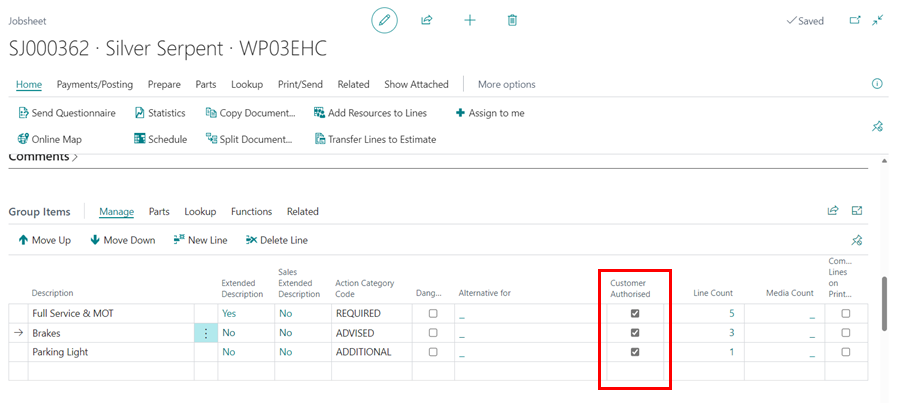 Jobsheet
Saved
SJ000362 · Silver Serpent · WP03EHC
Home Payments/Posting Prepare Parts Lookup Print/Send Related Show Attached More options
Send Questionnaire Statistics Copy Document... Add Resources to Lines Assign to me
Online Map Schedule Split Document... Transfer Lines to Estimate
Comments
Group Items Manage Parts Lookup Functions Related
Move Up Move Down New Line Delete Line
Description Extended Description Sales Extended Description Action Category Code Dang... Alternative for Customer Authorised Line Count Media Count Com... Lines on Print...
Full Service & MOT Yes No REQUIRED _ 5 _
Brakes No No ADVISED _ 3 _
Parking Light No No ADDITIONAL _ 1 _